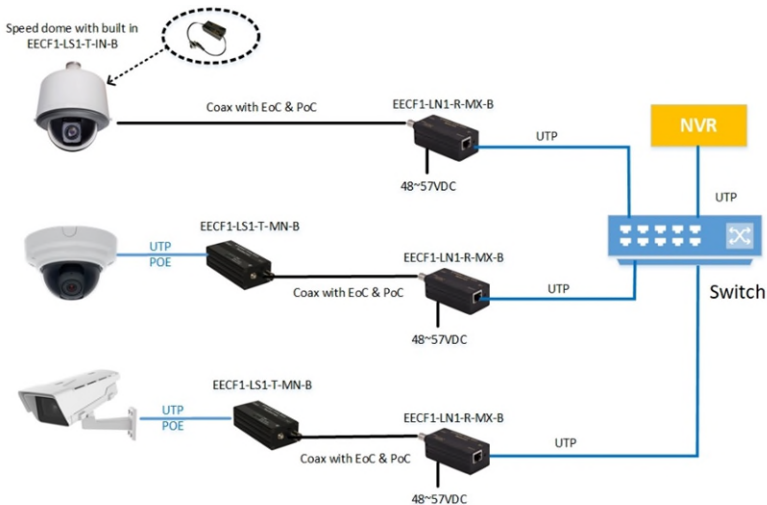 Speed dome with built in
EECF1-LS1-T-IN-B
Coax with EoC & PoC
EECF1-LN1-R-MX-B
UTP
48~57VDC
NVR
UTP
Switch
UTP
POE
EECF1-LS1-T-MN-B
Coax with EoC & PoC
EECF1-LN1-R-MX-B
UTP
48~57VDC
UTP
POE
EECF1-LS1-T-MN-B
Coax with EoC & PoC
EECF1-LN1-R-MX-B
UTP
48~57VDC